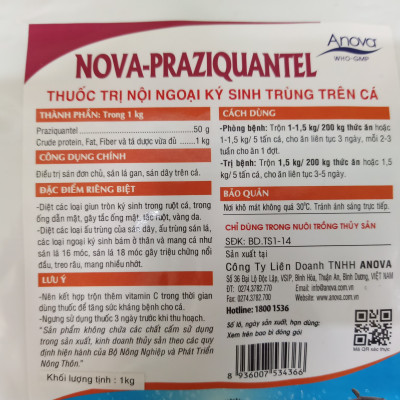 Anova
WHO-GMP
NOVA-PRAZIQUANTEL
THUỐC TRỊ NỘI NGOẠI KÝ SINH TRÙNG TRÊN CÁ
THÀNH PHẦN: Trong 1 kg
Praziquantel 50 g
Crude protein, Fat, Fiber và tá dược vừa đủ 1 kg
CÔNG DỤNG CHÍNH
Điều trị sán đơn chủ, sán lá gan, sán dây trên cá.
ĐẶC ĐIỂM RIÊNG BIỆT
-Diệt các loại giun tròn ký sinh trong ruột cá, trong
ống dẫn mật, gây tắc ống mật, tắc ruột, vàng da.
-Diệt các loại ấu trùng của sán dây, ấu trùng sán lá,
các loại ngoại ký sinh bám ở thân và mang cá như
sán lá 16 móc, sán lá 18 móc gây triệu chứng nổi
đầu, treo râu, mang nhiều nhớt.
LƯU Ý
-Nên kết hợp trộn thêm vitamin C trong thời gian
dùng thuốc để tăng sức kháng bệnh cho cá.
-Ngưng sử dụng thuốc 3 ngày trước khi thu hoạch.
"Sản phẩm không chứa các chất cấm sử dụng
trong sản xuất, kinh doanh thủy sản theo các quy
định hiện hành của Bộ Nông Nghiệp và Phát Triển
Nông Thôn."
Khối lượng tịnh : 1kg
CÁCH DÙNG
-Phòng bệnh: Trộn 1-1,5 kg/ 200 kg thức ăn hoặc
1-1,5 kg/ 5 tấn cá, cho ăn liên tục 3 ngày, mỗi 2-3
tuần cho ăn 1 đợt.
-Trị bệnh: Trộn 1,5 kg/ 200 kg thức ăn hoặc 1,5
kg/ 5 tấn cá, cho ăn liên tục 3-5 ngày.
BẢO QUẢN
Nơi khô mát không quá 30°C. Tránh ánh sáng trực tiếp.
CHỈ DÙNG TRONG NUÔI TRỒNG THỦY SẢN
SĐK: BD.TS1-14
Sản xuất tại
Công Ty Liên Doanh TNHH ANOVA
Số 36 Đại Lộ Độc Lập, VSIP, Bình Hòa, Thuận An, Bình Dương, VIỆT NAM
ĐT: 0274.3782.770 Email: info@anova.com.vn
Fax: 0274.3782.700 Website: www.anova.com.vn
Hotline: 1800 1536
Số lô, ngày sản xuất, hạn dùng:
Xem hên bao bì đóng gói
Mã QR xác thực
8 936007 534366